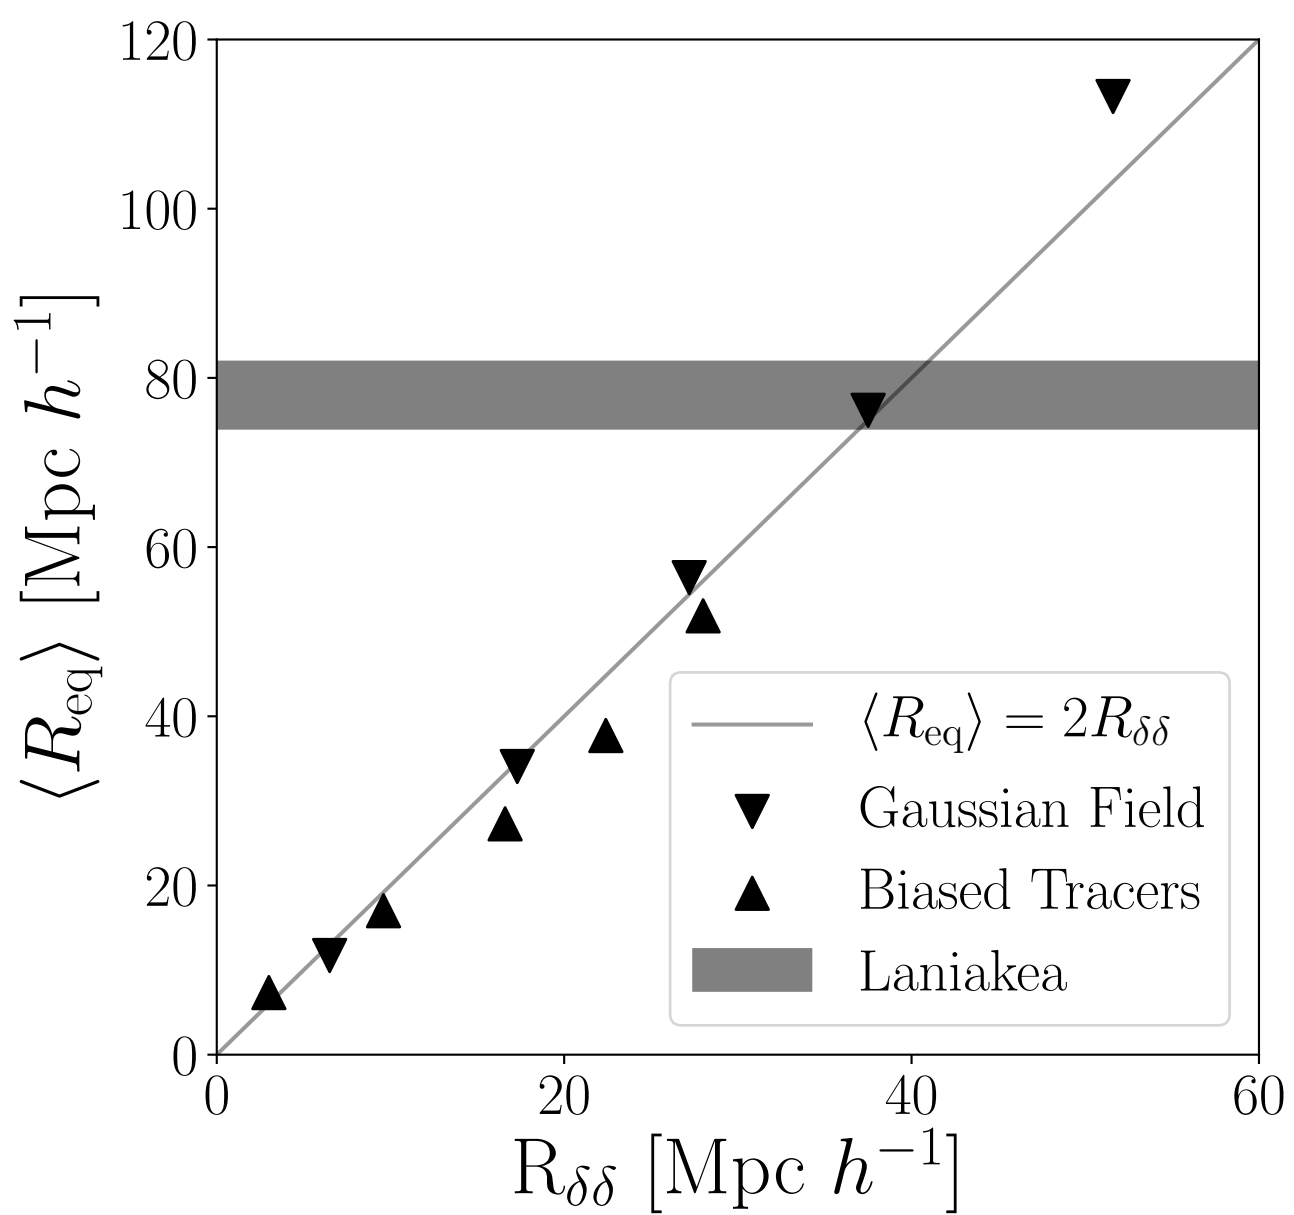 120
100
80
60
40
20
0
0 20 40 60
⟨R_eq⟩ [Mpc h⁻¹]
R_δδ [Mpc h⁻¹]
⟨R_eq⟩ = 2R_δδ
Gaussian Field
Biased Tracers
Laniakea